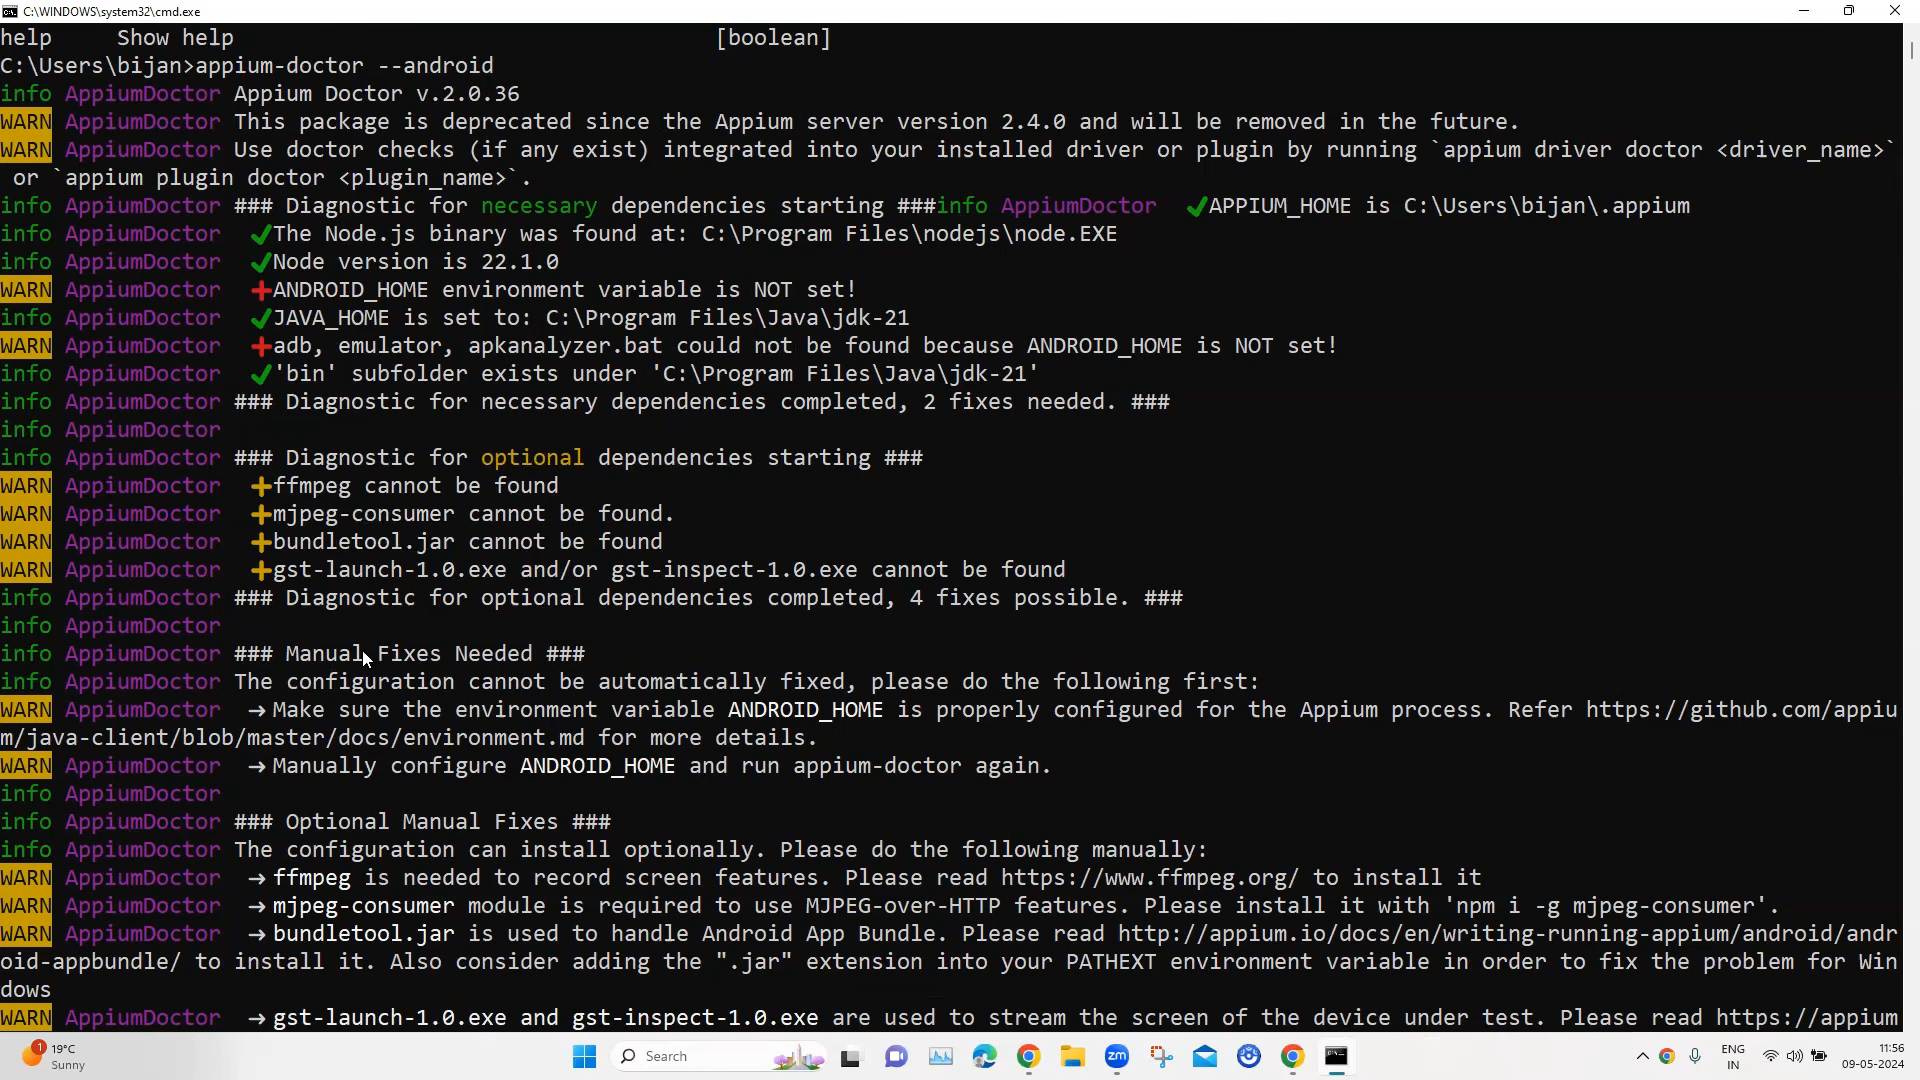 C:\WINDOWS\system32\cmd.exe
help     Show help                                     [boolean]
C:\Users\bijan>appium-doctor --android
info AppiumDoctor Appium Doctor v.2.0.36
WARN AppiumDoctor This package is deprecated since the Appium server version 2.4.0 and will be removed in the future.
WARN AppiumDoctor Use doctor checks (if any exist) integrated into your installed driver or plugin by running `appium driver doctor <driver_name>`
 or `appium plugin doctor <plugin_name>`.
info AppiumDoctor ### Diagnostic for necessary dependencies starting ###info AppiumDoctor  ✔APPIUM_HOME is C:\Users\bijan\.appium
info AppiumDoctor  ✔The Node.js binary was found at: C:\Program Files\nodejs\node.EXE
info AppiumDoctor  ✔Node version is 22.1.0
WARN AppiumDoctor  ✖ANDROID_HOME environment variable is NOT set!
info AppiumDoctor  ✔JAVA_HOME is set to: C:\Program Files\Java\jdk-21
WARN AppiumDoctor  ✖adb, emulator, apkanalyzer.bat could not be found because ANDROID_HOME is NOT set!
info AppiumDoctor  ✔'bin' subfolder exists under 'C:\Program Files\Java\jdk-21'
info AppiumDoctor ### Diagnostic for necessary dependencies completed, 2 fixes needed. ###
info AppiumDoctor
info AppiumDoctor ### Diagnostic for optional dependencies starting ###
WARN AppiumDoctor  ✖ffmpeg cannot be found
WARN AppiumDoctor  ✖mjpeg-consumer cannot be found.
WARN AppiumDoctor  ✖bundletool.jar cannot be found
WARN AppiumDoctor  ✖gst-launch-1.0.exe and/or gst-inspect-1.0.exe cannot be found
info AppiumDoctor ### Diagnostic for optional dependencies completed, 4 fixes possible. ###
info AppiumDoctor
info AppiumDoctor ### Manual Fixes Needed ###
info AppiumDoctor The configuration cannot be automatically fixed, please do the following first:
WARN AppiumDoctor  ➜Make sure the environment variable ANDROID_HOME is properly configured for the Appium process. Refer https://github.com/appiu
m/java-client/blob/master/docs/environment.md for more details.
WARN AppiumDoctor  ➜Manually configure ANDROID_HOME and run appium-doctor again.
info AppiumDoctor
info AppiumDoctor ### Optional Manual Fixes ###
info AppiumDoctor The configuration can install optionally. Please do the following manually:
WARN AppiumDoctor  ➜ffmpeg is needed to record screen features. Please read https://www.ffmpeg.org/ to install it
WARN AppiumDoctor  ➜mjpeg-consumer module is required to use MJPEG-over-HTTP features. Please install it with 'npm i -g mjpeg-consumer'.
WARN AppiumDoctor  ➜bundletool.jar is used to handle Android App Bundle. Please read http://appium.io/docs/en/writing-running-appium/android/andr
oid-appbundle/ to install it. Also consider adding the ".jar" extension into your PATHEXT environment variable in order to fix the problem for Win
dows
WARN AppiumDoctor  ➜gst-launch-1.0.exe and gst-inspect-1.0.exe are used to stream the screen of the device under test. Please read https://appium
1
19°C
Sunny
Search
zm
ENG
IN
11:56
09-05-2024